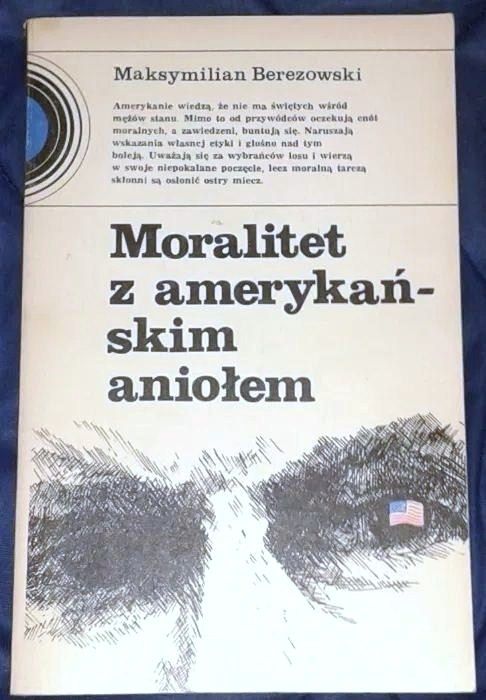 Maksymilian Berezowski
Amerykanie wiedzą, że nie ma świętych wśród
mężów stanu. Mimo to od przywódców oczekują cnót
moralnych, a zawiedzeni, buntują się. Naruszają
wskazania własnej etyki i głośno nad tym
boleją. Uważają się za wybrańców losu i wierzą
w swoje niepokalane poczęcie, lecz moralną tarczą
skłonni są osłonić ostry miecz.
Moralitet
z amerykań-
skim
aniołem